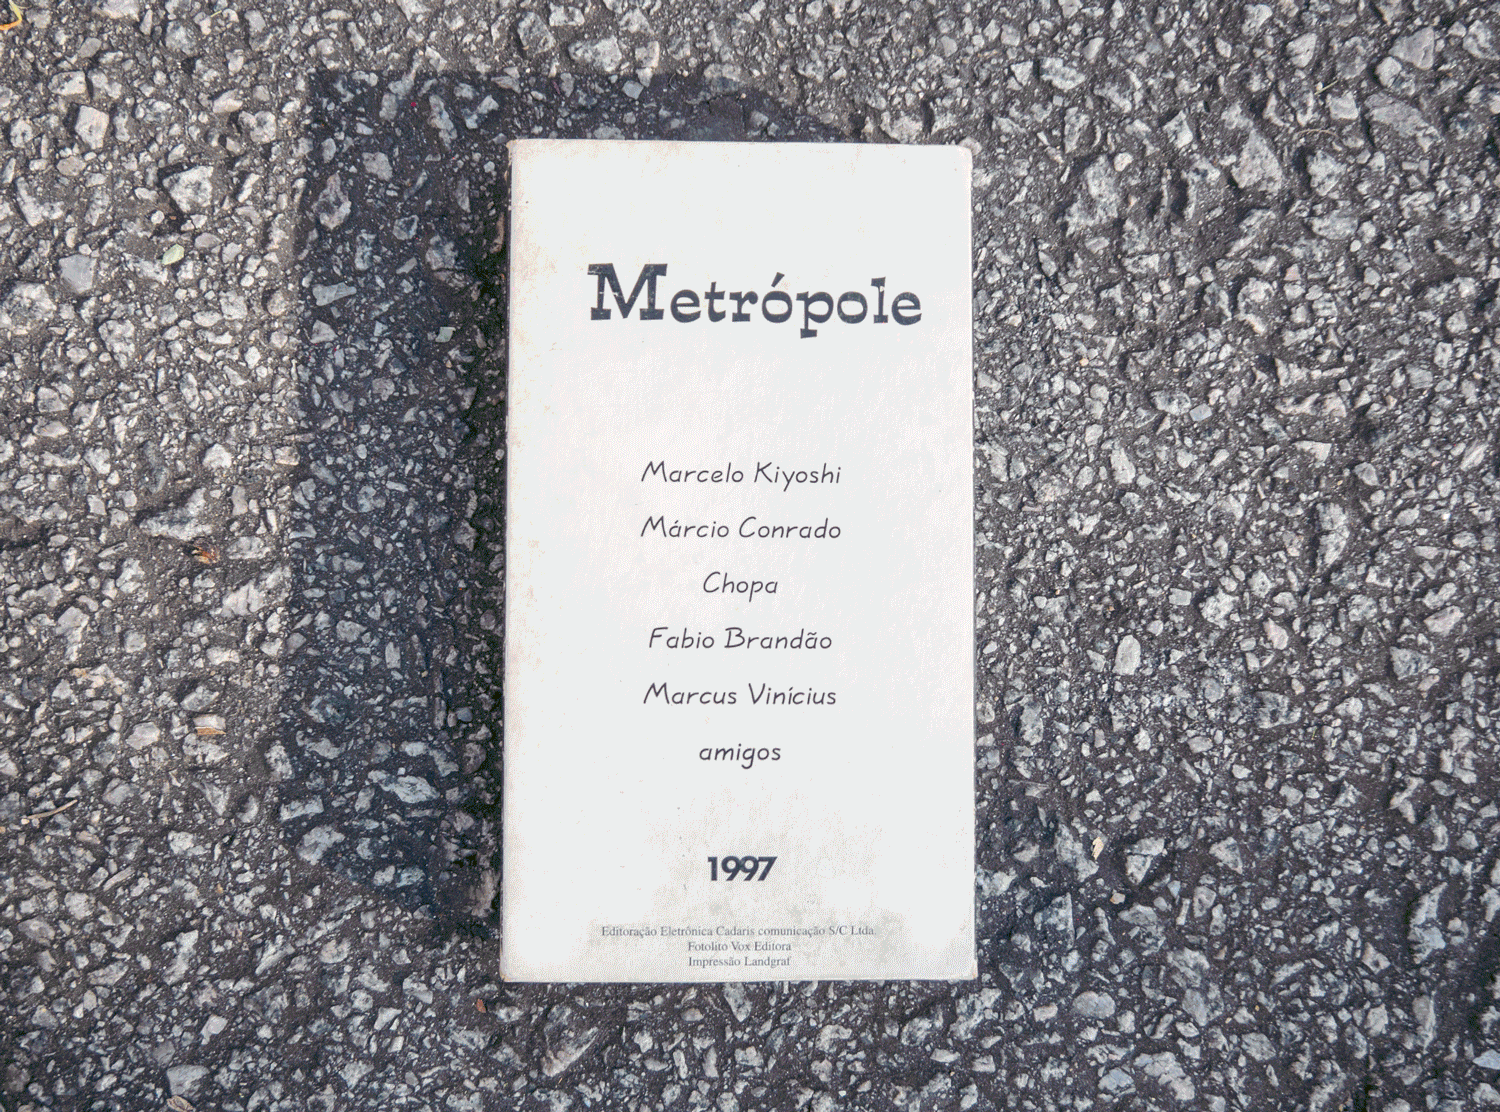 Metrópole
Marcelo Kiyoshi
Márcio Conrado
Chopa
Fabio Brandão
Marcus Vinícius
amigos
1997
Editoração Eletrônica Cadaris comunicação S/C Ltda
Fotolito Vox Editora
Impressão Landgraf